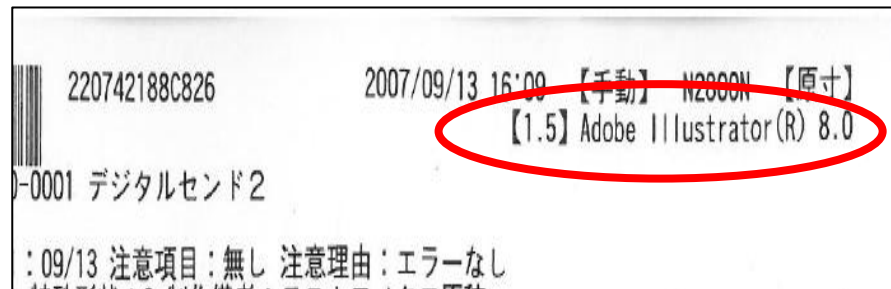 220742188C826 2007/09/13 16:09 【手動】 N2800N 【原寸】
【1.5】Adobe Illustrator(R) 8.0
0-0001 デジタルセンド2
:09/13 注意項目:無し 注意理由:エラーなし